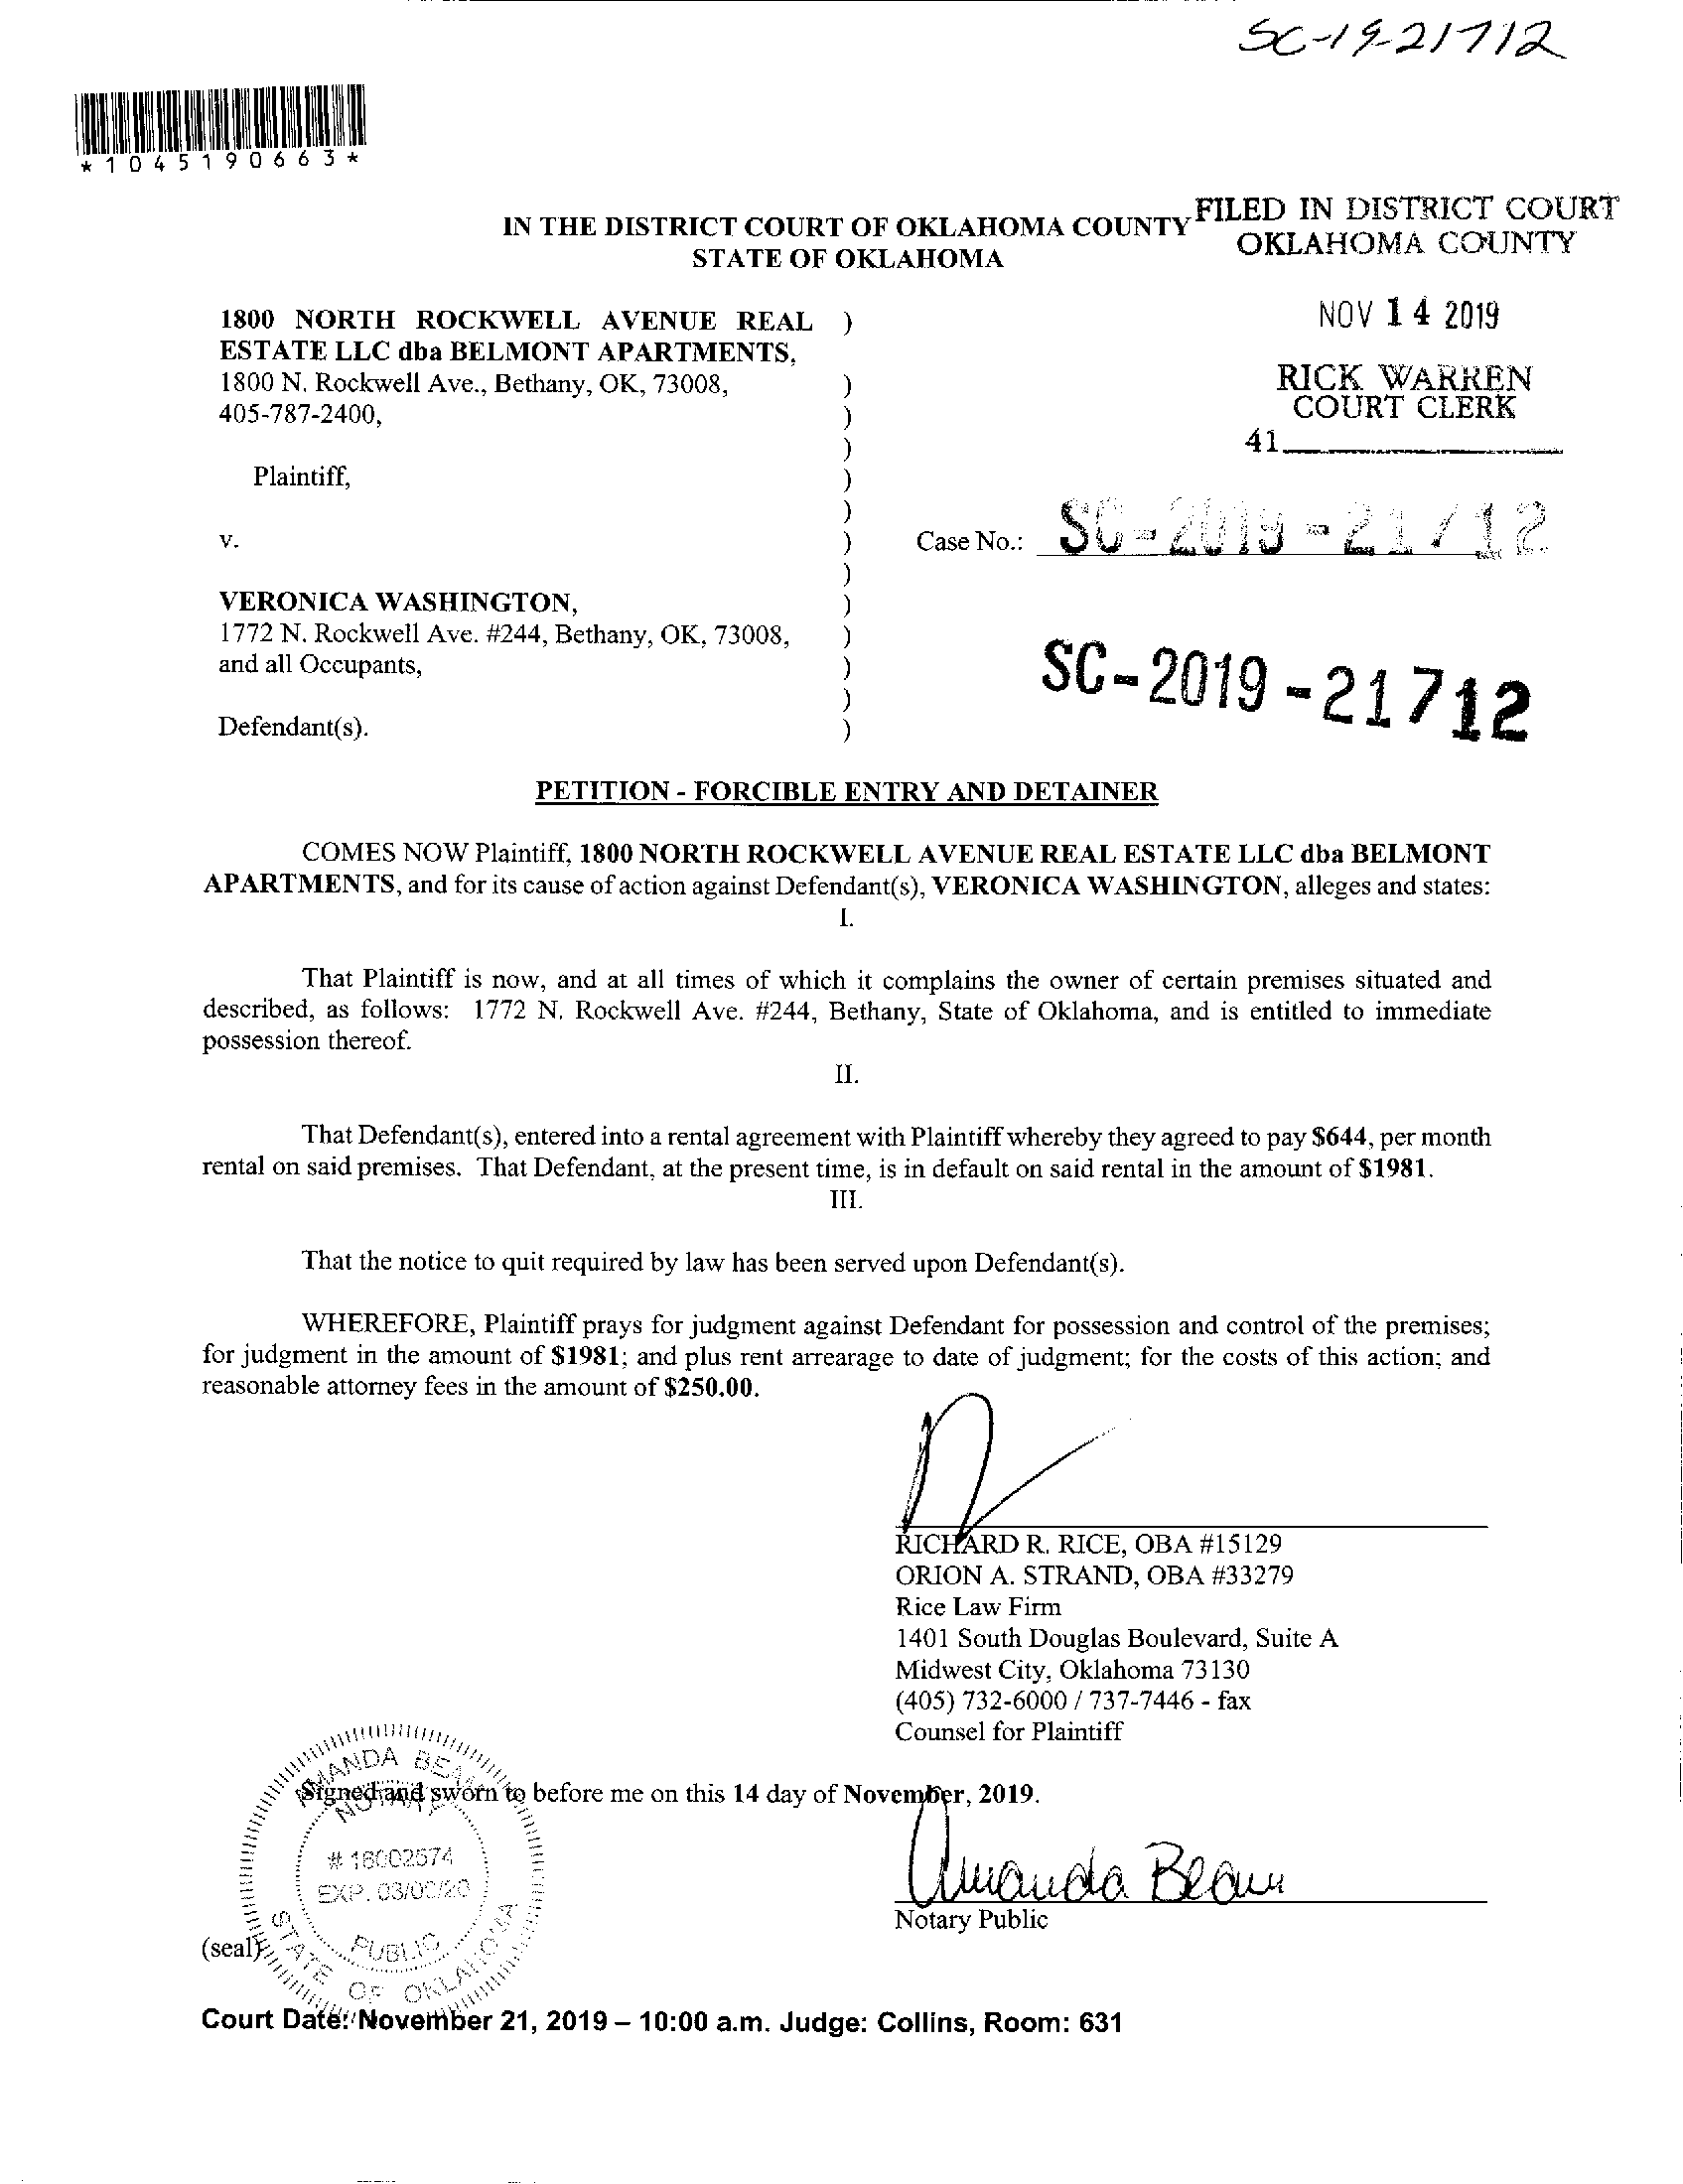 SC-19-21712
*1045190663*
IN THE DISTRICT COURT OF OKLAHOMA COUNTY
STATE OF OKLAHOMA
FILED IN DISTRICT COURT
OKLAHOMA COUNTY
NOV 14 2019
RICK WARREN
COURT CLERK
41
1800 NORTH ROCKWELL AVENUE REAL )
ESTATE LLC dba BELMONT APARTMENTS,
1800 N. Rockwell Ave., Bethany, OK, 73008, )
405-787-2400, )
)
Plaintiff, )
)
v. )
Case No.: SC-2019-21712
)
VERONICA WASHINGTON, )
1772 N. Rockwell Ave. #244, Bethany, OK, 73008, )
and all Occupants, )
)
Defendant(s). )
SC-2019-21712
PETITION - FORCIBLE ENTRY AND DETAINER
COMES NOW Plaintiff, 1800 NORTH ROCKWELL AVENUE REAL ESTATE LLC dba BELMONT
APARTMENTS, and for its cause of action against Defendant(s), VERONICA WASHINGTON, alleges and states:
I.
That Plaintiff is now, and at all times of which it complains the owner of certain premises situated and
described, as follows: 1772 N. Rockwell Ave. #244, Bethany, State of Oklahoma, and is entitled to immediate
possession thereof.
II.
That Defendant(s), entered into a rental agreement with Plaintiff whereby they agreed to pay $644, per month
rental on said premises. That Defendant, at the present time, is in default on said rental in the amount of $1981.
III.
That the notice to quit required by law has been served upon Defendant(s).
WHEREFORE, Plaintiff prays for judgment against Defendant for possession and control of the premises;
for judgment in the amount of $1981; and plus rent arrearage to date of judgment; for the costs of this action; and
reasonable attorney fees in the amount of $250.00.
RICHARD R. RICE, OBA #15129
ORION A. STRAND, OBA #33279
Rice Law Firm
1401 South Douglas Boulevard, Suite A
Midwest City, Oklahoma 73130
(405) 732-6000 / 737-7446 - fax
Counsel for Plaintiff
Signed and sworn to before me on this 14 day of November, 2019.
AMANDA BEAM
NOTARY
# 16002574
EXP.
PUBLIC
STATE OF OKLAHOMA
Amanda Beam
Notary Public
(seal)
Court Date: November 21, 2019 – 10:00 a.m. Judge: Collins, Room: 631